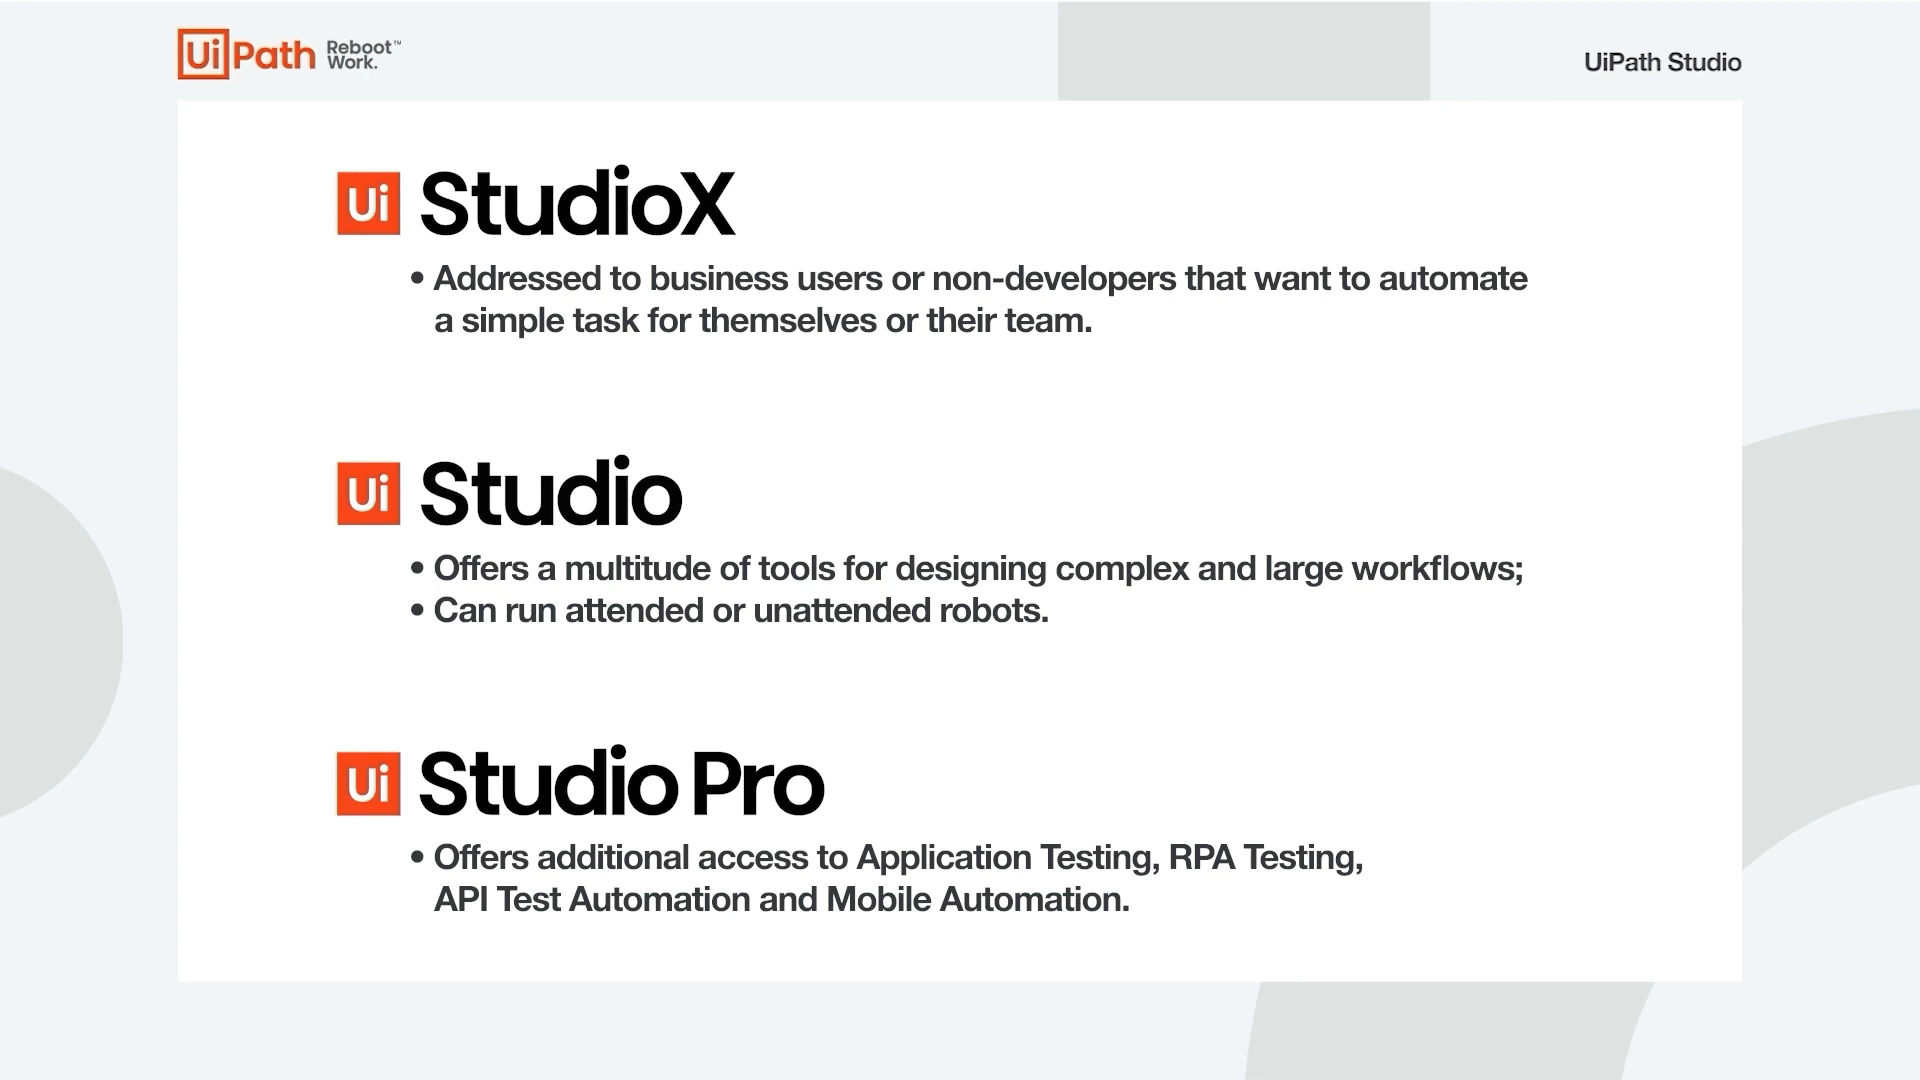 UiPath Reboot™
Work.
UiPath Studio
Ui StudioX
• Addressed to business users or non-developers that want to automate
a simple task for themselves or their team.
Ui Studio
• Offers a multitude of tools for designing complex and large workflows;
• Can run attended or unattended robots.
Ui Studio Pro
• Offers additional access to Application Testing, RPA Testing,
API Test Automation and Mobile Automation.